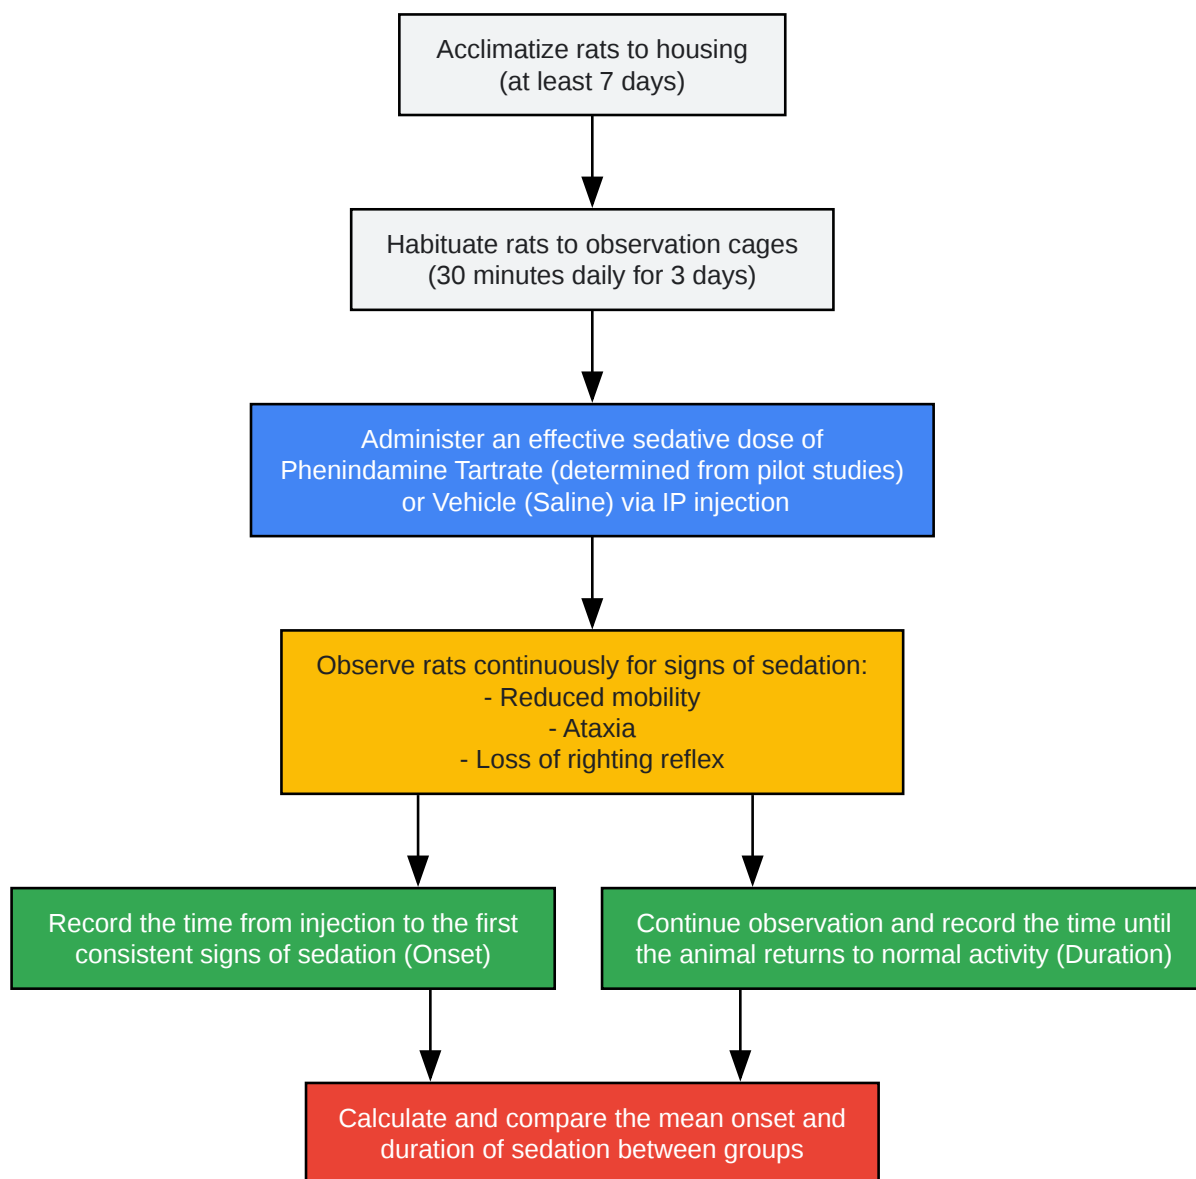 Acclimatize rats to housing
(at least 7 days)
Habituate rats to observation cages
(30 minutes daily for 3 days)
Administer an effective sedative dose of
Phenindamine Tartrate (determined from pilot studies)
or Vehicle (Saline) via IP injection
Observe rats continuously for signs of sedation:
- Reduced mobility
- Ataxia
- Loss of righting reflex
Record the time from injection to the first
consistent signs of sedation (Onset)
Continue observation and record the time until
the animal returns to normal activity (Duration)
Calculate and compare the mean onset and
duration of sedation between groups